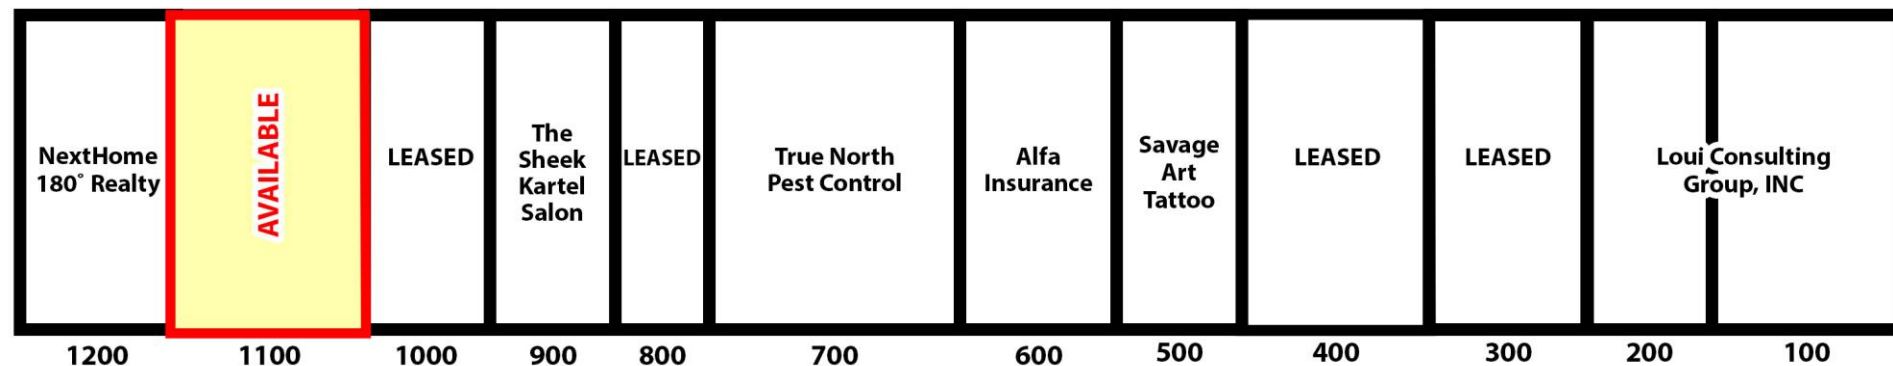 NextHome
180° Realty
AVAILABLE
LEASED
The
Sheek
Kartel
Salon
LEASED
True North
Pest Control
Alfa
Insurance
Savage
Art
Tattoo
LEASED
LEASED
Loui Consulting
Group, INC
1200
1100
1000
900
800
700
600
500
400
300
200
100